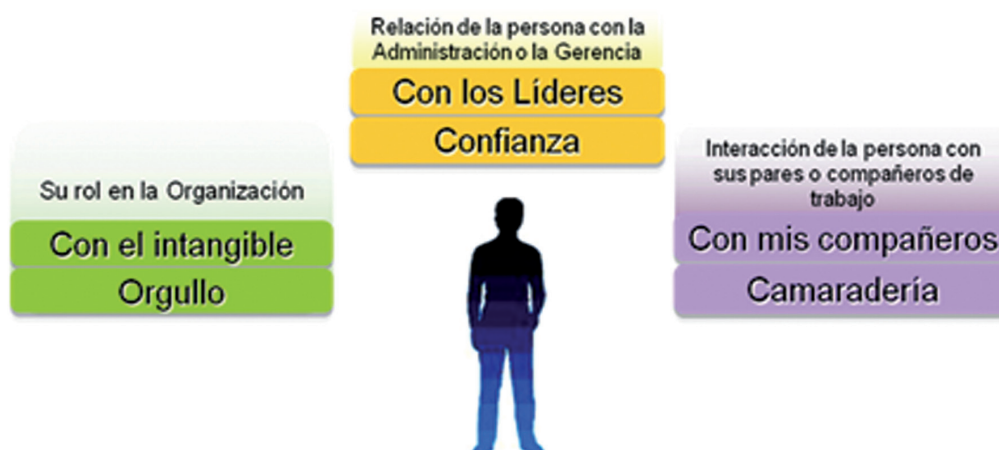 Su rol en la Organización
Con el intangible
Orgullo
Relación de la persona con la
Administración o la Gerencia
Con los Líderes
Confianza
Interacción de la persona con
sus pares o compañeros de
trabajo
Con mis compañeros
Camaradería